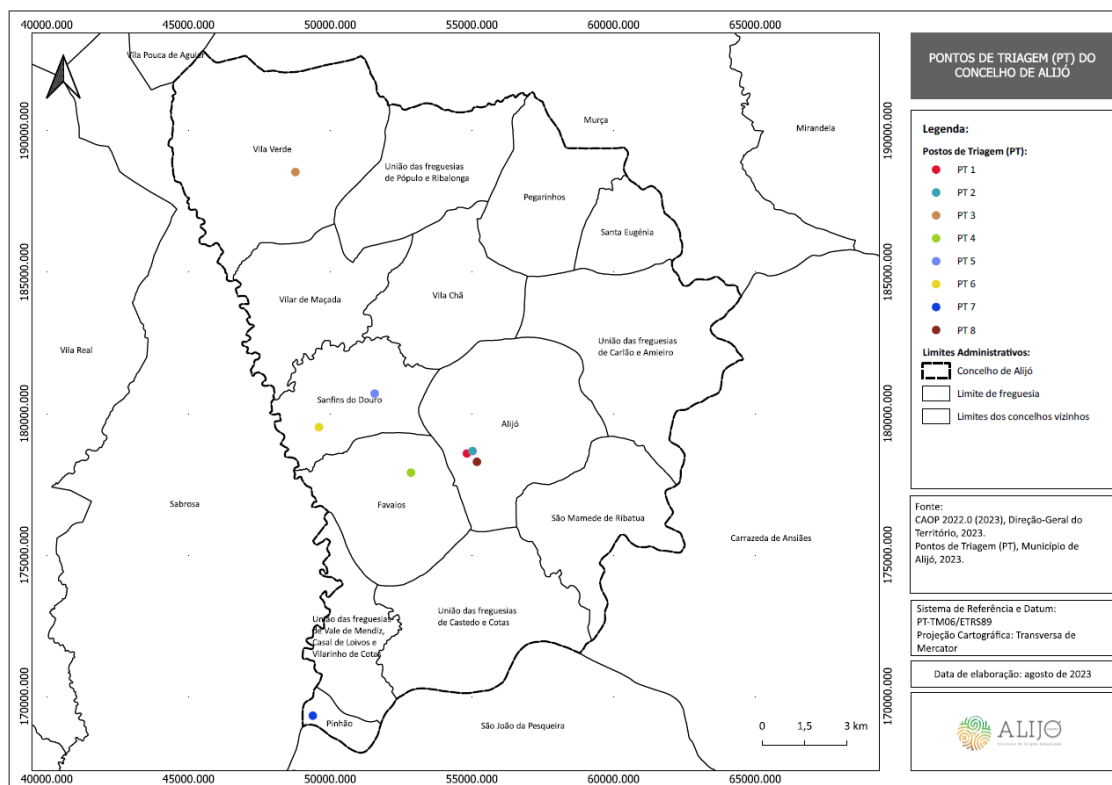 40000.000 45000.000 50000.000 55000.000 60000.000 65000.000
Vila Pouca de Aguiar
Murça
Mirandela
190000.000 190000.000
Vila Verde
União das freguesias
de Pópulo e Ribalonga
Pegarinhos
Santa Eugénia
185000.000 185000.000
Vilar de Maçada
Vila Chã
Vila Real
União das freguesias
de Carlão e Amieiro
Sanfins do Douro
180000.000 180000.000
Alijó
Sabrosa
Favaios
São Mamede de Ribatua
Carrazeda de Ansiães
175000.000 175000.000
União das freguesias
de Vale de Mendiz,
Casal de Loivos e
Vilarinho de Cotas
União das freguesias
de Castedo e Cotas
170000.000 170000.000
Pinhão
São João da Pesqueira
0 1,5 3 km
40000.000 45000.000 50000.000 55000.000 60000.000 65000.000
PONTOS DE TRIAGEM (PT) DO
CONCELHO DE ALIJÓ
Legenda:
Postos de Triagem (PT):
PT 1
PT 2
PT 3
PT 4
PT 5
PT 6
PT 7
PT 8
Limites Administrativos:
Concelho de Alijó
Limite de freguesia
Limites dos concelhos vizinhos
Fonte:
CAOP 2022.0 (2023), Direção-Geral do
Território, 2023.
Pontos de Triagem (PT), Município de
Alijó, 2023.
Sistema de Referência e Datum:
PT-TM06/ETRS89
Projeção Cartográfica: Transversa de
Mercator
Data de elaboração: agosto de 2023
ALIJÓ